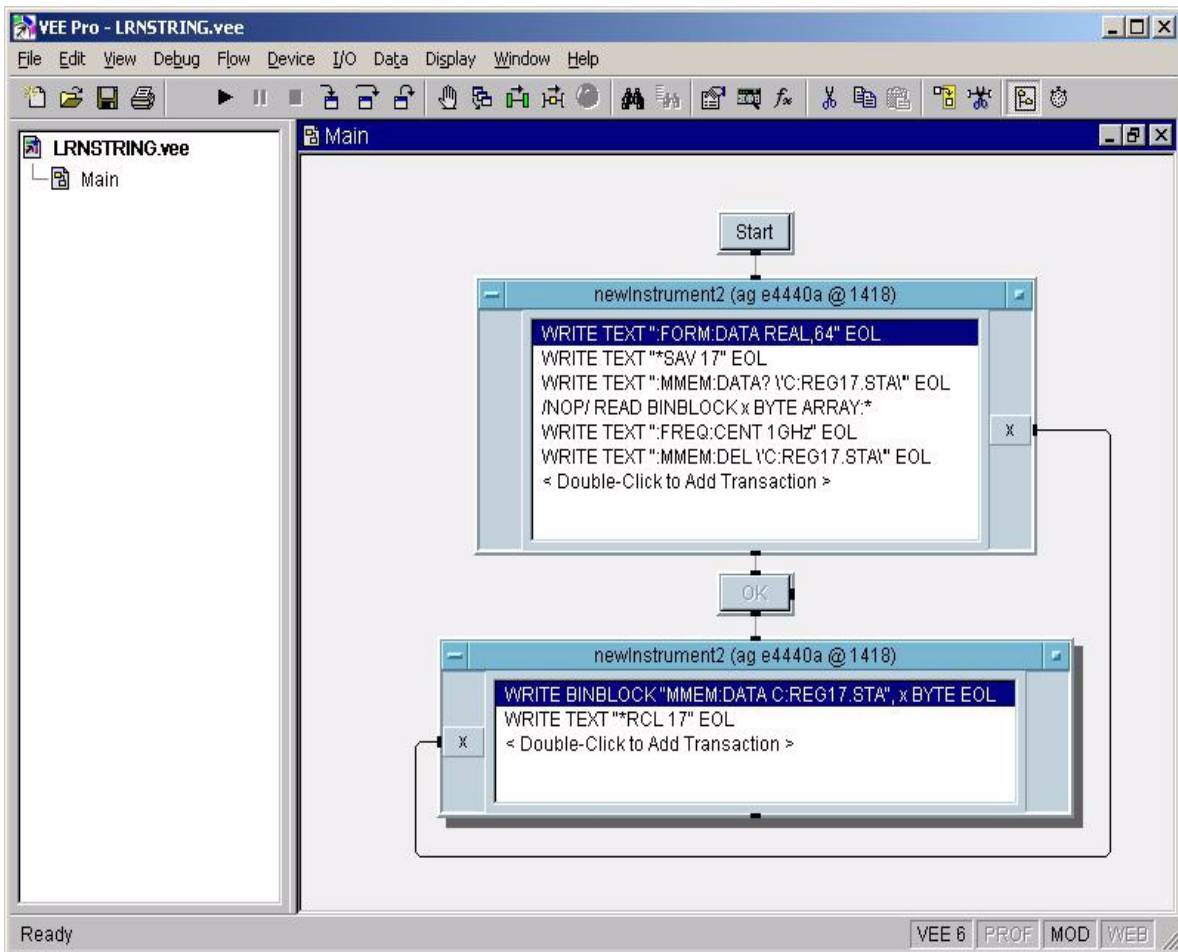 VEE Pro - LRNSTRING.vee
File Edit View Debug Flow Device I/O Data Display Window Help
LRNSTRING.vee
Main
Main
Start
newInstrument2 (ag e4440a @ 1418)
WRITE TEXT ":FORM:DATA REAL,64" EOL
WRITE TEXT "*SAV 17" EOL
WRITE TEXT ":MMEM:DATA? \'C:REG17.STA\'" EOL
/NOP/ READ BINBLOCK x BYTE ARRAY:*
WRITE TEXT ":FREQ:CENT 1GHz" EOL
WRITE TEXT ":MMEM:DEL \'C:REG17.STA\'" EOL
< Double-Click to Add Transaction >
X
OK
newInstrument2 (ag e4440a @ 1418)
WRITE BINBLOCK "MMEM:DATA C:REG17.STA", x BYTE EOL
WRITE TEXT "*RCL 17" EOL
< Double-Click to Add Transaction >
X
Ready
VEE 6 PROF MOD WEB